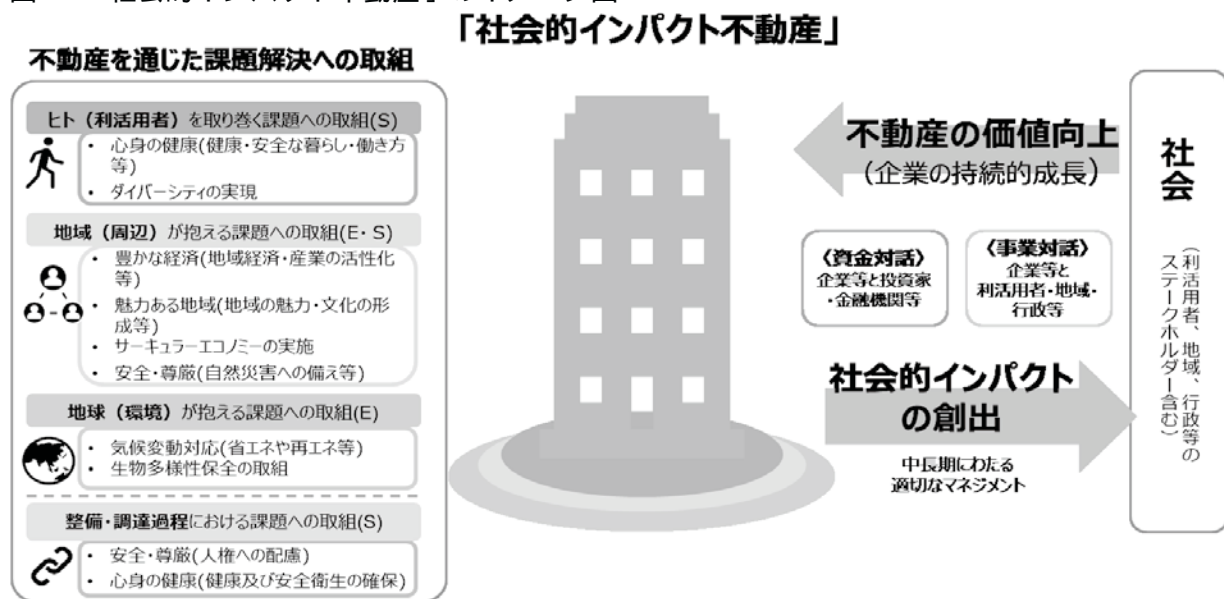 「社会的インパクト不動産」
不動産を通じた課題解決への取組
ヒト（利活用者）を取り巻く課題への取組(S)
・ 心身の健康(健康・安全な暮らし・働き方
等)
・ ダイバーシティの実現
地域（周辺）が抱える課題への取組(E・S)
・ 豊かな経済(地域経済・産業の活性化
等)
・ 魅力ある地域(地域の魅力・文化の形
成等)
・ サーキュラーエコノミーの実施
・ 安全・尊厳(自然災害への備え等)
地球（環境）が抱える課題への取組(E)
・ 気候変動対応(省エネや再エネ等)
・ 生物多様性保全の取組
整備・調達過程における課題への取組(S)
・ 安全・尊厳(人権への配慮)
・ 心身の健康(健康及び安全衛生の確保)
不動産の価値向上
（企業の持続的成長）
〈資金対話〉
企業等と投資家
・金融機関等
〈事業対話〉
企業等と
利活用者・地域・
行政等
社会的インパクト
の創出
中長期にわたる
適切なマネジメント
社会
（利活用者、地域、行政等の
ステークホルダー含む）